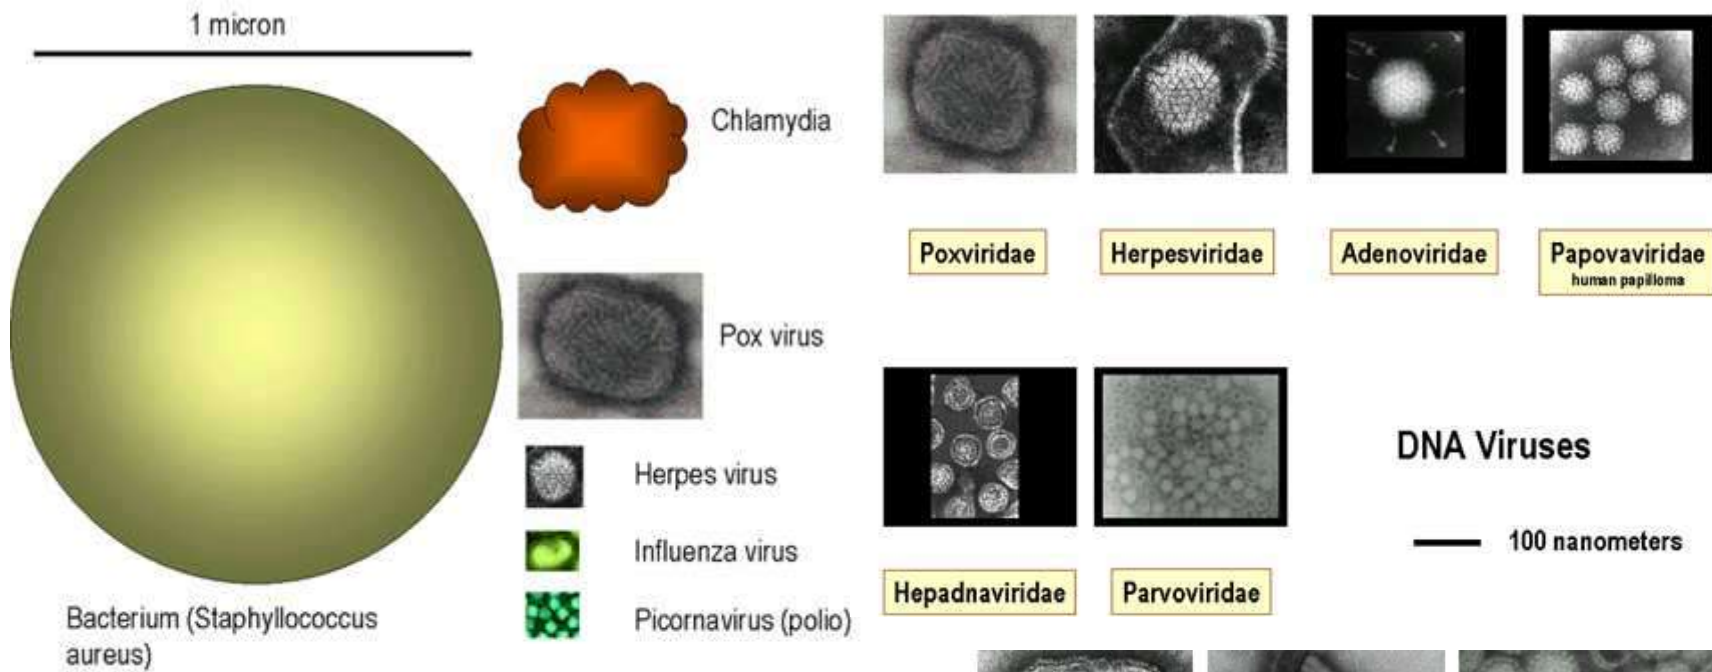 1 micron
Chlamydia
Pox virus
Herpes virus
Influenza virus
Picornavirus (polio)
Bacterium (Staphyllococcus
aureus)
Poxviridae
Herpesviridae
Adenoviridae
Papovaviridae
human papilloma
Hepadnaviridae
Parvoviridae
DNA Viruses
100 nanometers